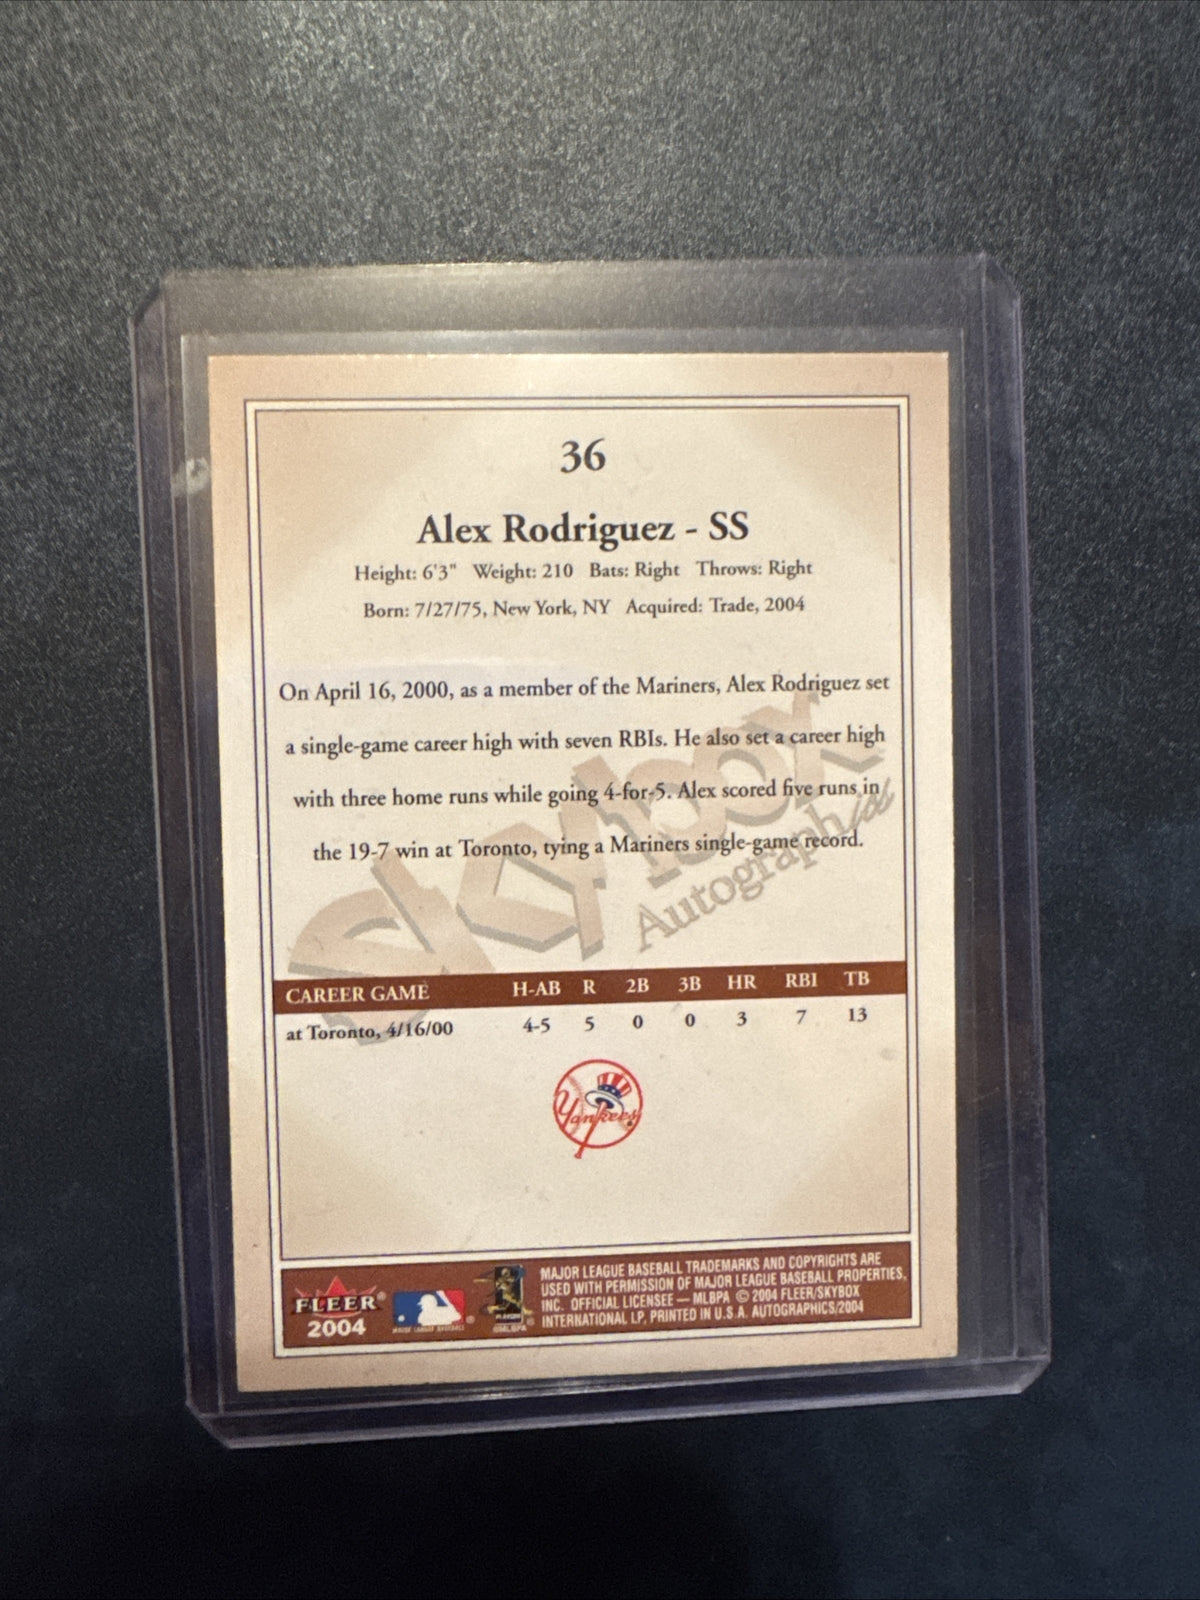 36
Alex Rodriguez - SS
Height: 6'3" Weight: 210 Bats: Right Throws: Right
Born: 7/27/75, New York, NY Acquired: Trade, 2004
On April 16, 2000, as a member of the Mariners, Alex Rodriguez set
a single-game career high with seven RBIs. He also set a career high
with three home runs while going 4-for-5. Alex scored five runs in
the 19-7 win at Toronto, tying a Mariners single-game record.
Skybox
Autographics
CAREER GAME H-AB R 2B 3B HR RBI TB
at Toronto, 4/16/00 4-5 5 0 0 3 7 13
Yankees
FLEER®
2004
MAJOR LEAGUE BASEBALL
PLAYERS
MLBPA
MAJOR LEAGUE BASEBALL TRADEMARKS AND COPYRIGHTS ARE
USED WITH PERMISSION OF MAJOR LEAGUE BASEBALL PROPERTIES,
INC. OFFICIAL LICENSEE — MLBPA © 2004 FLEER/SKYBOX
INTERNATIONAL LP, PRINTED IN U.S.A. AUTOGRAPHICS/2004